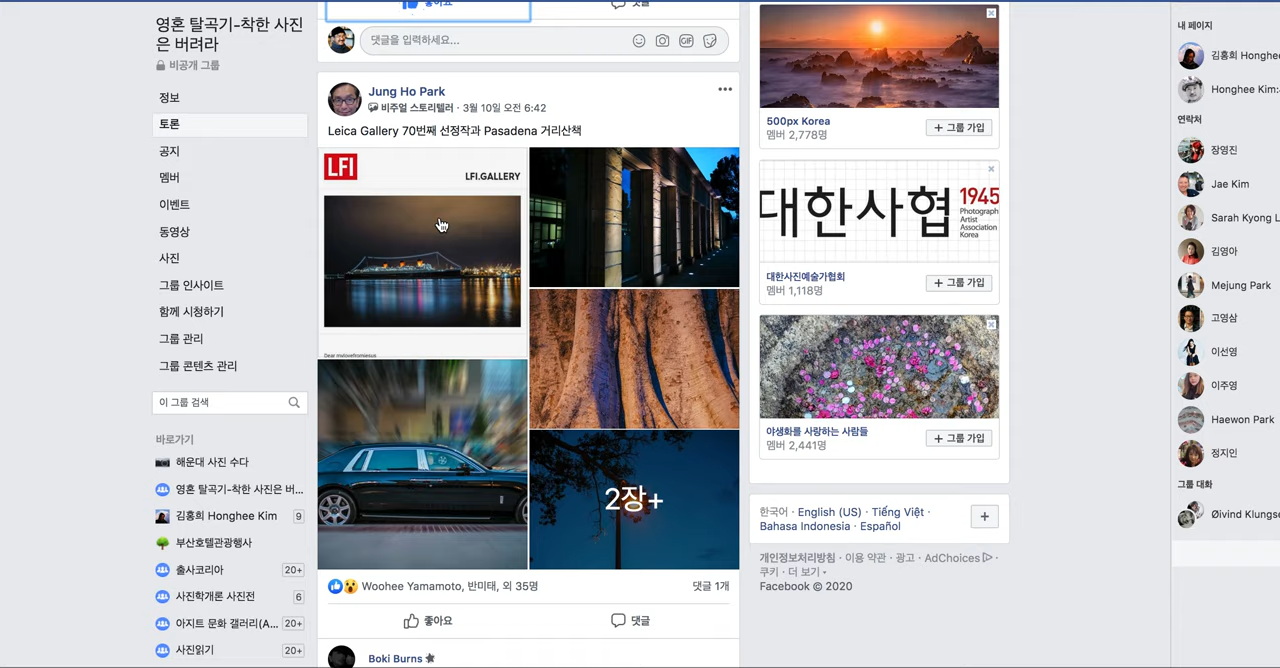 영혼 탈곡기-착한 사진
은 버려라
비공개 그룹
정보
토론
공지
멤버
이벤트
동영상
사진
그룹 인사이트
함께 시청하기
그룹 관리
그룹 콘텐츠 관리
이 그룹 검색
바로가기
해운대 사진 수다
영혼 탈곡기-착한 사진은 버...
김홍희 Honghee Kim 9
부산호텔관광행사
출사코리아 20+
사진학개론 사진전 6
아지트 문화 갤러리(A... 20+
사진읽기 20+
좋아요 댓글
댓글을 입력하세요...
GIF
Jung Ho Park
비주얼 스토리텔러 · 3월 10일 오전 6:42
Leica Gallery 70번째 선정작과 Pasadena 거리산책
LFI
LFI.GALLERY
2장+
Woohee Yamamoto, 반미태, 외 35명 댓글 1개
좋아요 댓글
Boki Burns
500px Korea
멤버 2,778명
+ 그룹 가입
대한사협
1945
Photograph
Artist
Association
Korea
대한사진예술가협회
멤버 1,118명
+ 그룹 가입
야생화를 사랑하는 사람들
멤버 2,441명
+ 그룹 가입
한국어 · English (US) · Tiếng Việt ·
Bahasa Indonesia · Español
+
개인정보처리방침 · 이용 약관 · 광고 · AdChoices ·
쿠키 · 더 보기
Facebook © 2020
내 페이지
김홍희 Honghee
Honghee Kim:
연락처
장영진
Jae Kim
Sarah Kyong L
김영아
Mejung Park
고영삼
이선영
이주영
Haewon Park
정지인
그룹 대화
Øivind Klungs